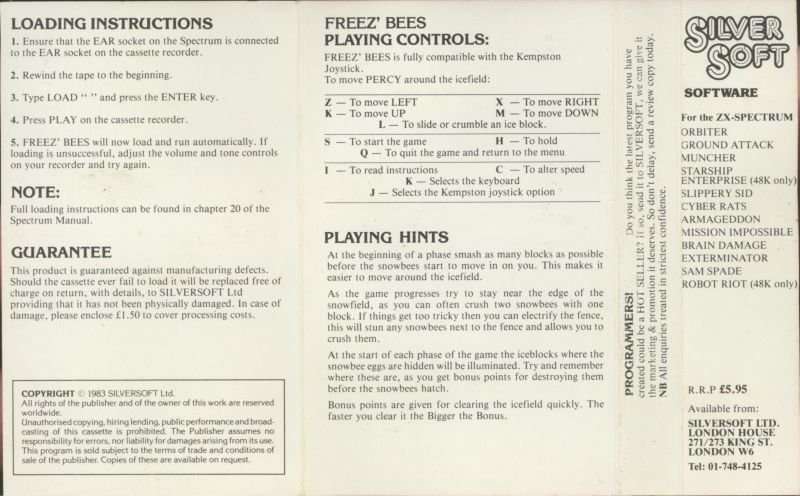 LOADING INSTRUCTIONS
1. Ensure that the EAR socket on the Spectrum is connected
to the EAR socket on the cassette recorder.
2. Rewind the tape to the beginning.
3. Type LOAD “ ” and press the ENTER key.
4. Press PLAY on the cassette recorder.
5. FREEZ' BEES will now load and run automatically. If
loading is unsuccessful, adjust the volume and tone controls
on your recorder and try again.
NOTE:
Full loading instructions can be found in chapter 20 of the
Spectrum Manual.
GUARANTEE
This product is guaranteed against manufacturing defects.
Should the cassette ever fail to load it will be replaced free of
charge on return, with details, to SILVERSOFT Ltd
providing that it has not been physically damaged. In case of
damage, please enclose £1.50 to cover processing costs.
COPYRIGHT © 1983 SILVERSOFT Ltd.
All rights of the publisher and of the owner of this work are reserved
worldwide.
Unauthorised copying, hiring lending, public performance and broad-
casting of this cassette is prohibited. The Publisher assumes no
responsibility for errors, nor liability for damages arising from its use.
This program is sold subject to the terms of trade and conditions of
sale of the publisher. Copies of these are available on request.
FREEZ' BEES
PLAYING CONTROLS:
FREEZ' BEES is fully compatible with the Kempston
Joystick.
To move PERCY around the icefield:
Z — To move LEFT X — To move RIGHT
K — To move UP M — To move DOWN
L — To slide or crumble an ice block.
S — To start the game H — To hold
Q — To quit the game and return to the menu
I — To read instructions C — To alter speed
K — Selects the keyboard
J — Selects the Kempston joystick option
PLAYING HINTS
At the beginning of a phase smash as many blocks as possible
before the snowbees start to move in on you. This makes it
easier to move around the icefield.
As the game progresses try to stay near the edge of the
snowfield, as you can often crush two snowbees with one
block. If things get too tricky then you can electrify the fence,
this will stun any snowbees next to the fence and allows you to
crush them.
At the start of each phase of the game the iceblocks where the
snowbee eggs are hidden will be illuminated. Try and remember
where these are, as you get bonus points for destroying them
before the snowbees hatch.
Bonus points are given for clearing the icefield quickly. The
faster you clear it the Bigger the Bonus.
PROGRAMMERS! Do you think the latest program you have
created could be a HOT SELLER? If so, send it to SILVERSOFT, we can give it
the marketing & promotion it deserves. So don't delay, send a review copy today.
NB All enquiries treated in strictest confidence.
SILVER
SOFT
SOFTWARE
For the ZX-SPECTRUM
ORBITER
GROUND ATTACK
MUNCHER
STARSHIP
ENTERPRISE (48K only)
SLIPPERY SID
CYBER RATS
ARMAGEDDON
MISSION IMPOSSIBLE
BRAIN DAMAGE
EXTERMINATOR
SAM SPADE
ROBOT RIOT (48K only)
R.R.P £5.95
Available from:
SILVERSOFT LTD.
LONDON HOUSE
271/273 KING ST.
LONDON W6
Tel: 01-748-4125